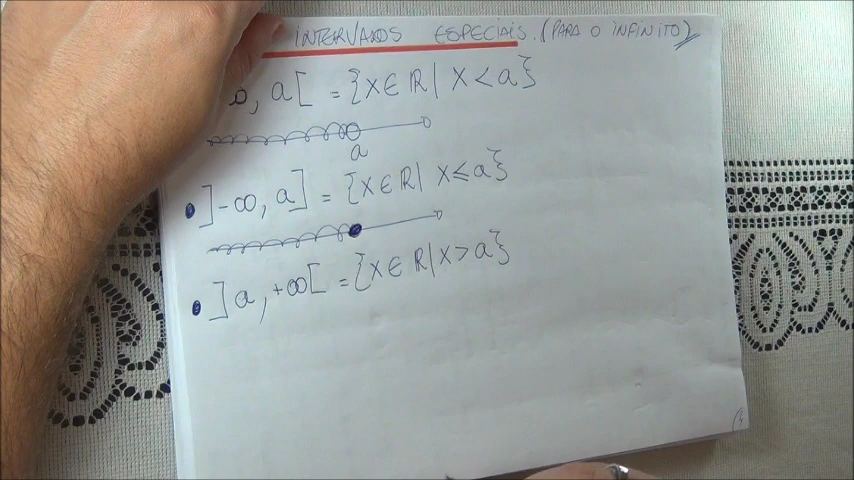 INTERVALOS ESPECIAIS. (PARA O INFINITO)
∞, a[ = {X ∈ ℝ | X < a}
a
• ]-∞, a] = {X ∈ ℝ | X ≤ a}
• ]a, +∞[ = {X ∈ ℝ | X > a}